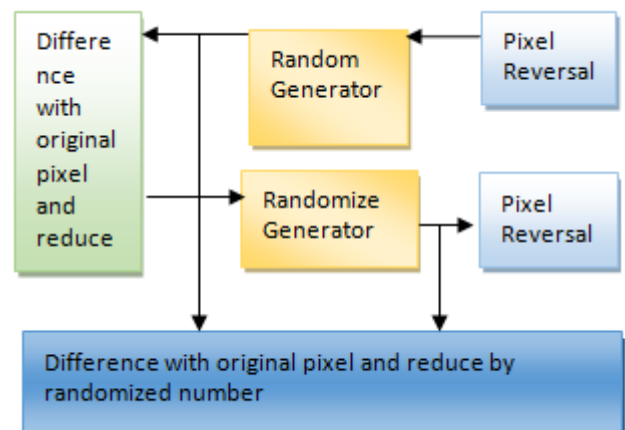 Differe
nce
with
original
pixel
and
reduce
Random
Generator
Pixel
Reversal
Randomize
Generator
Pixel
Reversal
Difference with original pixel and reduce by
randomized number